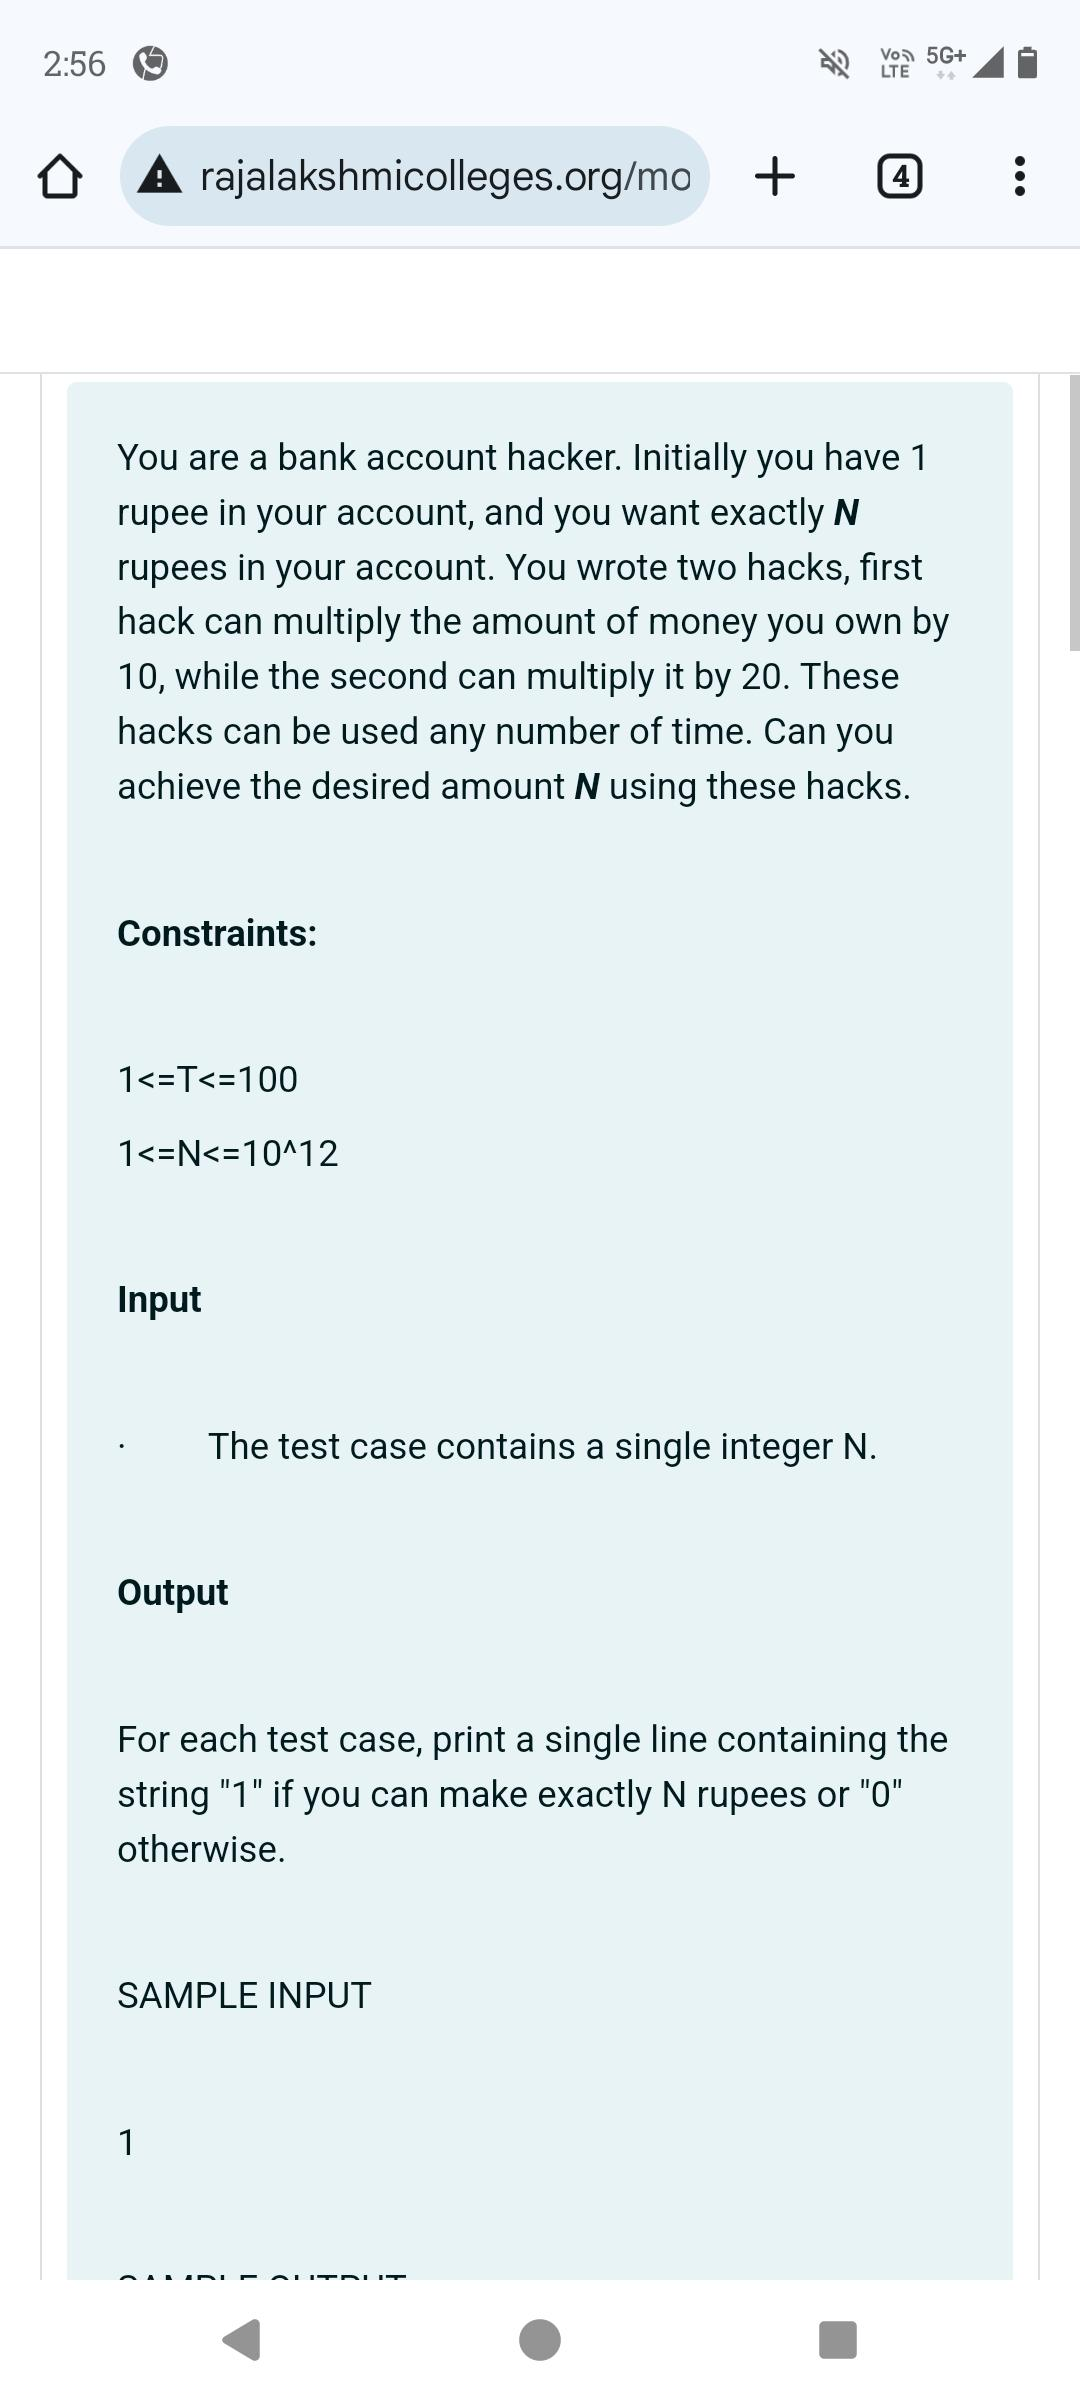 2:56
Vo LTE 5G+
rajalakshmicolleges.org/mo
4
You are a bank account hacker. Initially you have 1
rupee in your account, and you want exactly N
rupees in your account. You wrote two hacks, first
hack can multiply the amount of money you own by
10, while the second can multiply it by 20. These
hacks can be used any number of time. Can you
achieve the desired amount N using these hacks.
Constraints:
1<=T<=100
1<=N<=10^12
Input
· The test case contains a single integer N.
Output
For each test case, print a single line containing the
string "1" if you can make exactly N rupees or "0"
otherwise.
SAMPLE INPUT
1
SAMPLE OUTPUT